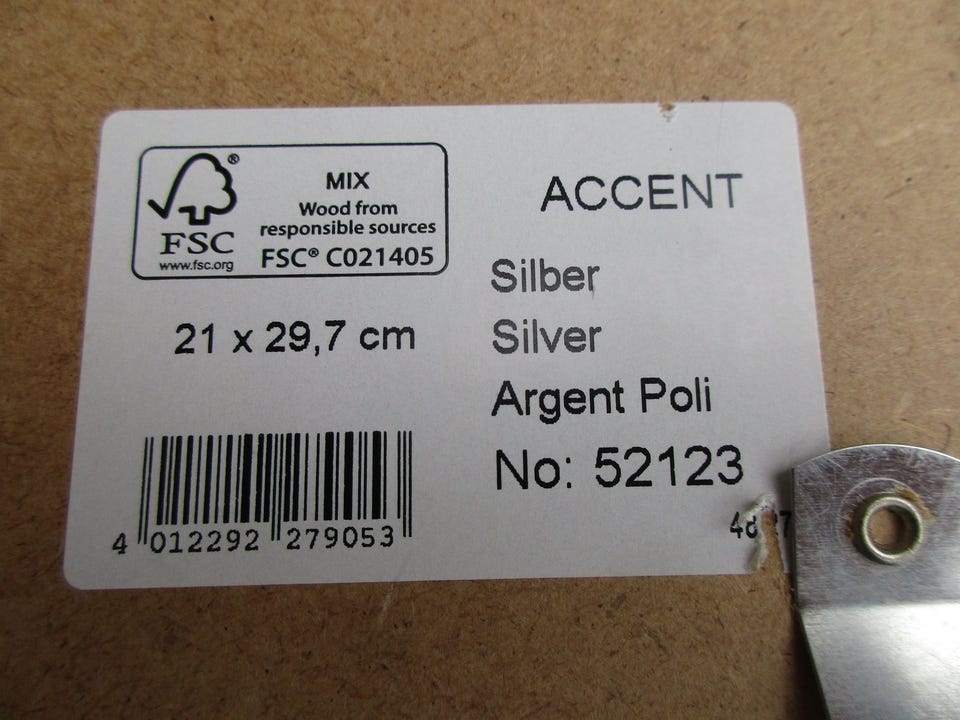 ®
FSC
www.fsc.org
MIX
Wood from
responsible sources
FSC® C021405
21 x 29,7 cm
4 012292 279053
ACCENT
Silber
Silver
Argent Poli
No: 52123